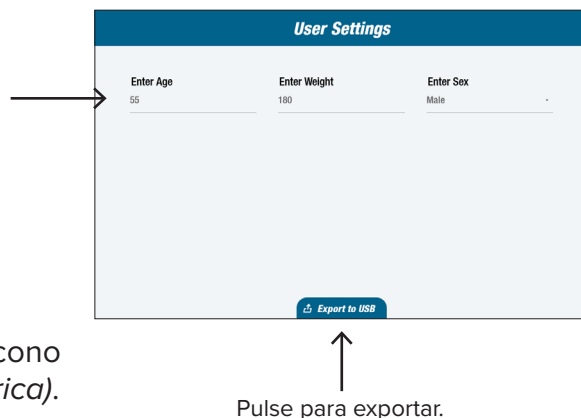 User Settings
Enter Age Enter Weight Enter Sex
55 180 Male
Export to USB
cono
rica).
Pulse para exportar.